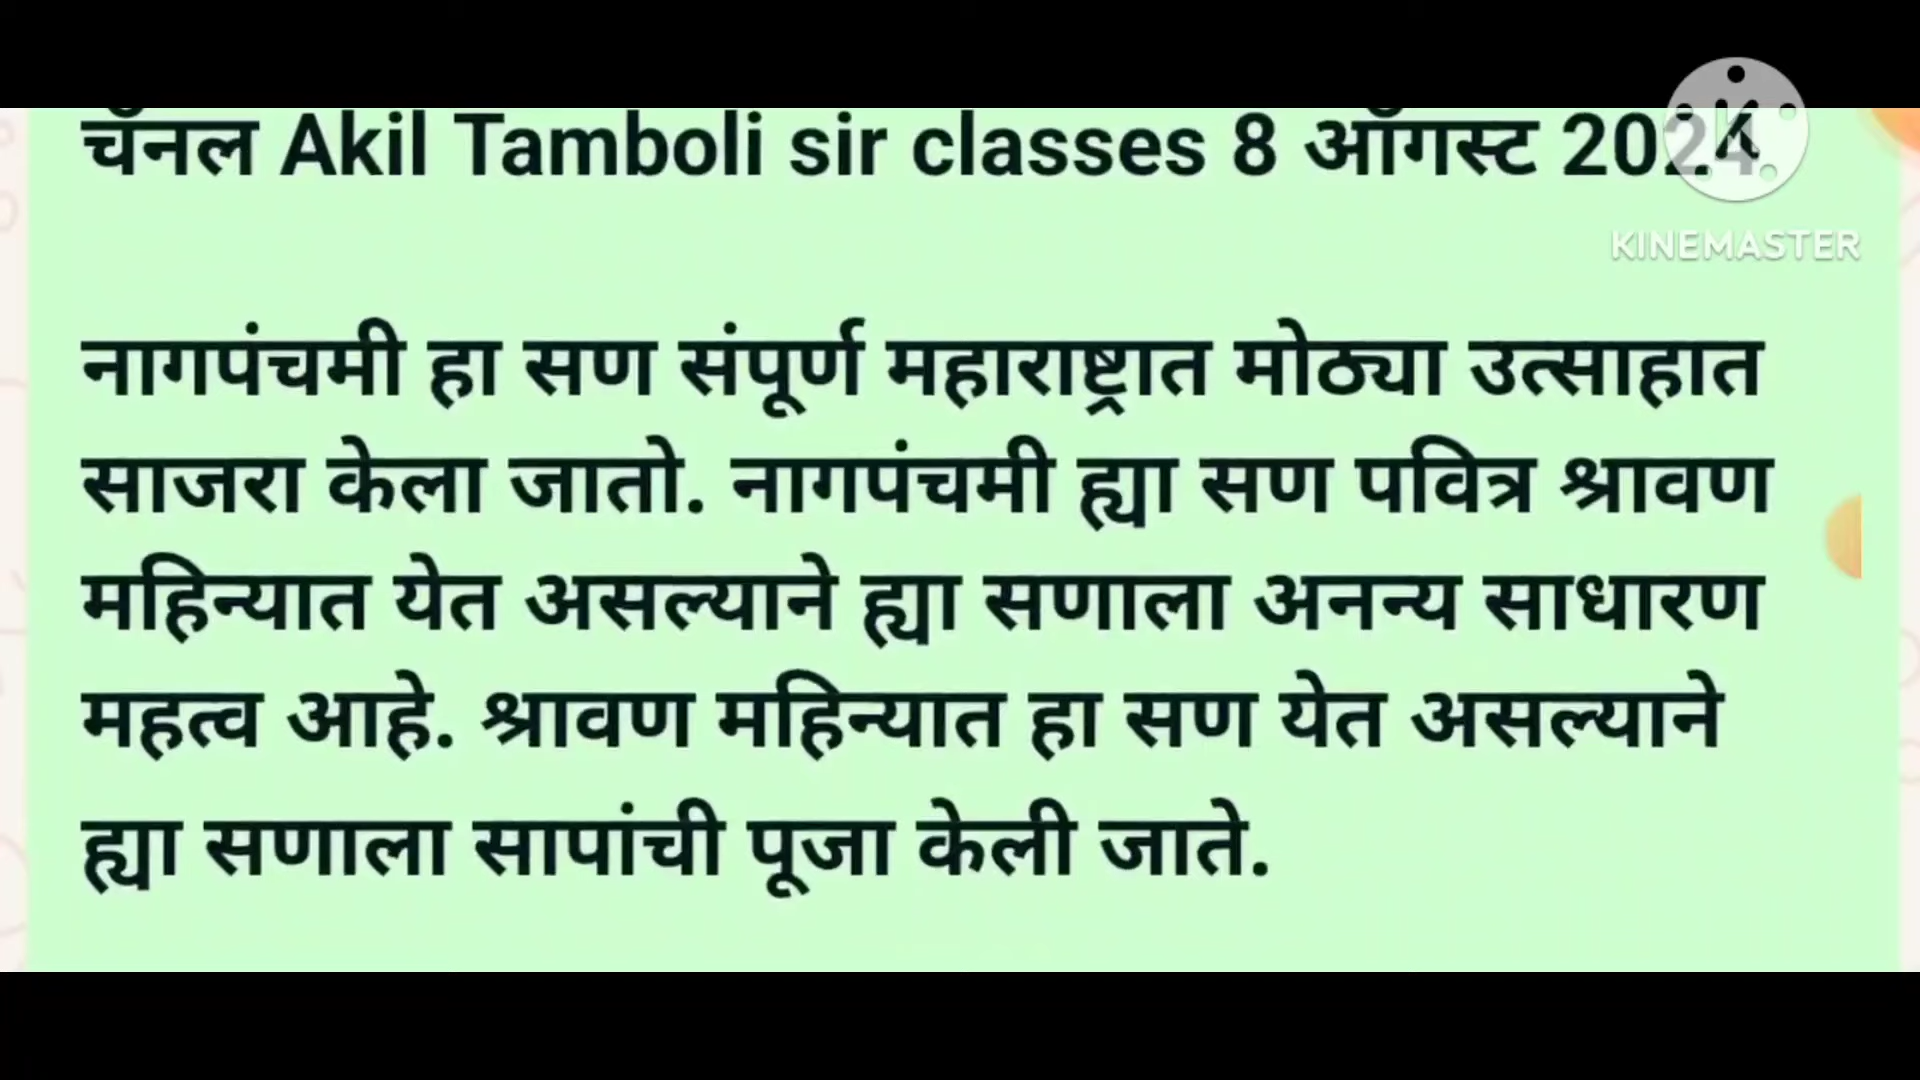 चॅनल Akil Tamboli sir classes 8 ऑगस्ट 2024
KINEMASTER
नागपंचमी हा सण संपूर्ण महाराष्ट्रात मोठ्या उत्साहात
साजरा केला जातो. नागपंचमी ह्या सण पवित्र श्रावण
महिन्यात येत असल्याने ह्या सणाला अनन्य साधारण
महत्व आहे. श्रावण महिन्यात हा सण येत असल्याने
ह्या सणाला सापांची पूजा केली जाते.